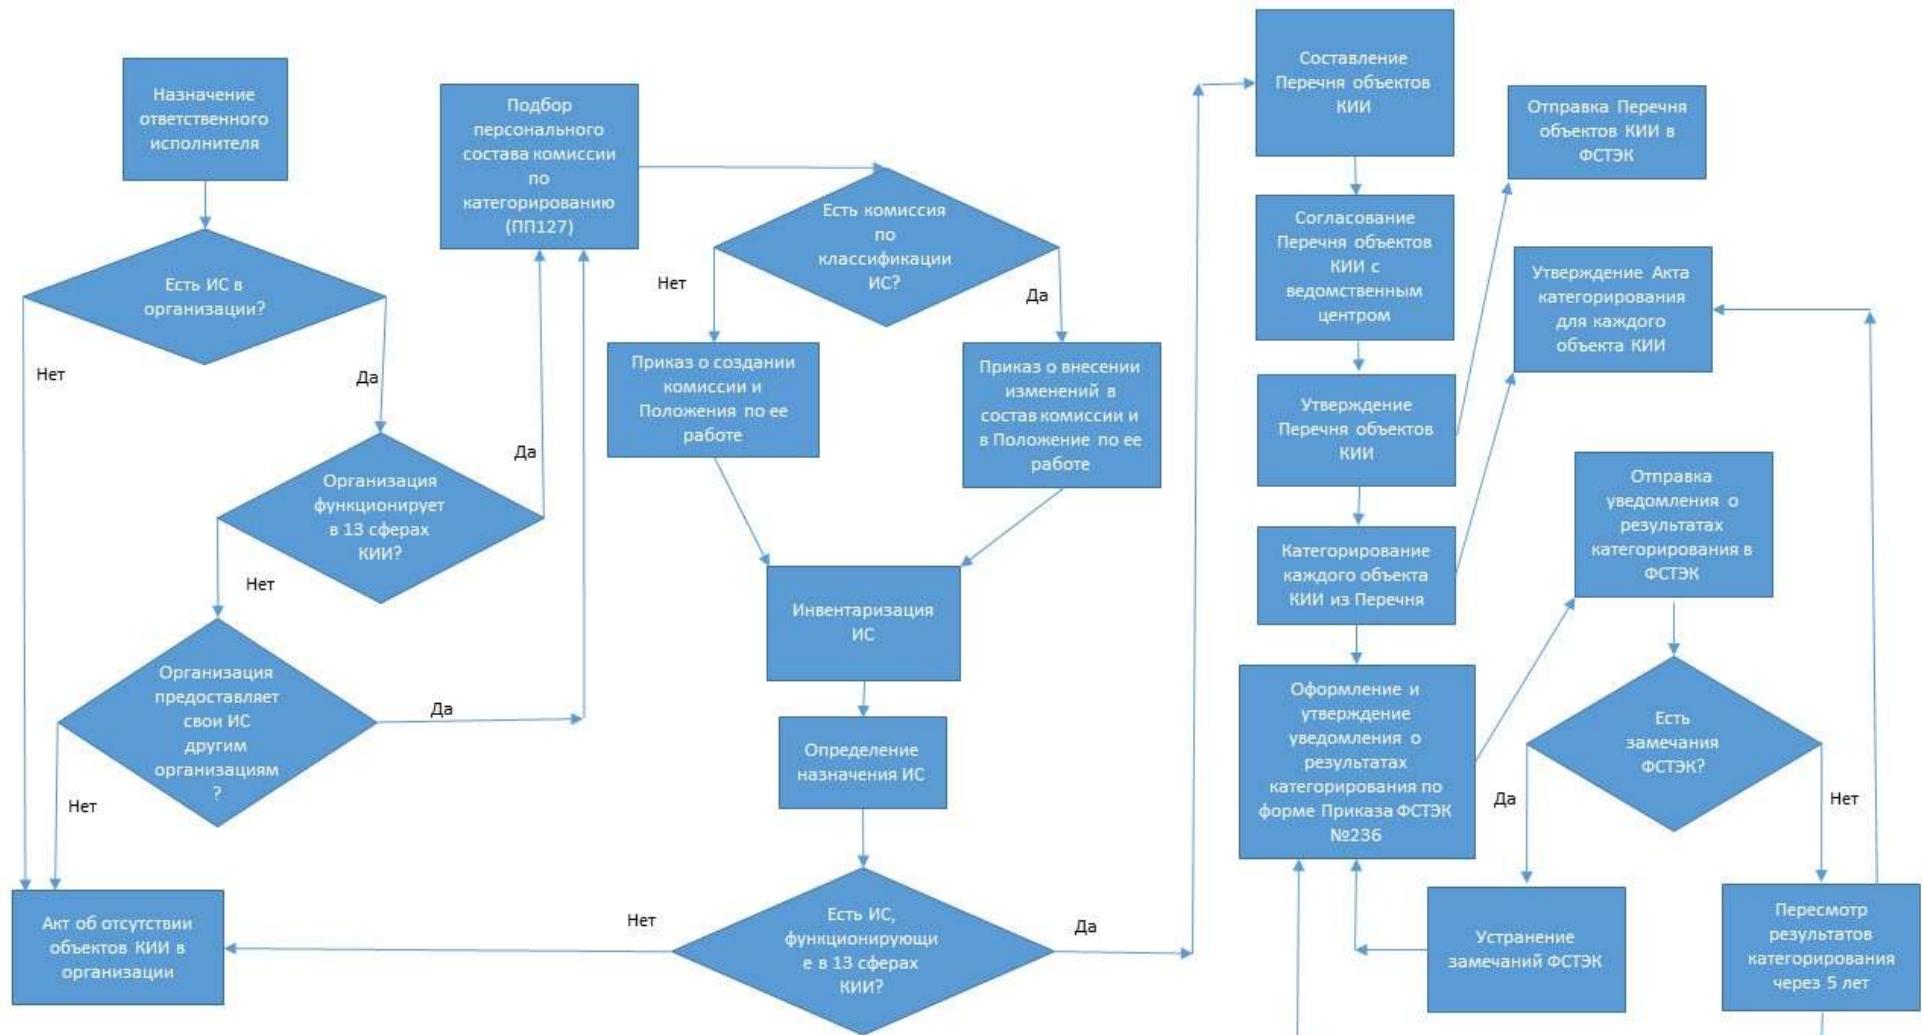 Назначение
ответственного
исполнителя
Есть ИС в
организации?
Нет
Да
Организация
функционирует
в 13 сферах
КИИ?
Да
Нет
Организация
предоставляет
свои ИС
другим
организациям
?
Да
Нет
Акт об отсутствии
объектов КИИ в
организации
Подбор
персонального
состава комиссии
по
категорированию
(ПП127)
Есть комиссия
по
классификации
ИС?
Нет
Да
Приказ о создании
комиссии и
Положения по ее
работе
Приказ о внесении
изменений в
состав комиссии и
в Положение по ее
работе
Инвентаризация
ИС
Определение
назначения ИС
Есть ИС,
функционирующи
е в 13 сферах
КИИ?
Нет
Да
Составление
Перечня объектов
КИИ
Согласование
Перечня объектов
КИИ с
ведомственным
центром
Утверждение
Перечня объектов
КИИ
Категорирование
каждого объекта
КИИ из Перечня
Оформление и
утверждение
уведомления о
результатах
категорирования по
форме Приказа ФСТЭК
№236
Отправка Перечня
объектов КИИ в
ФСТЭК
Утверждение Акта
категорирования
для каждого
объекта КИИ
Отправка
уведомления о
результатах
категорирования в
ФСТЭК
Есть
замечания
ФСТЭК?
Да
Нет
Устранение
замечаний ФСТЭК
Пересмотр
результатов
категорирования
через 5 лет